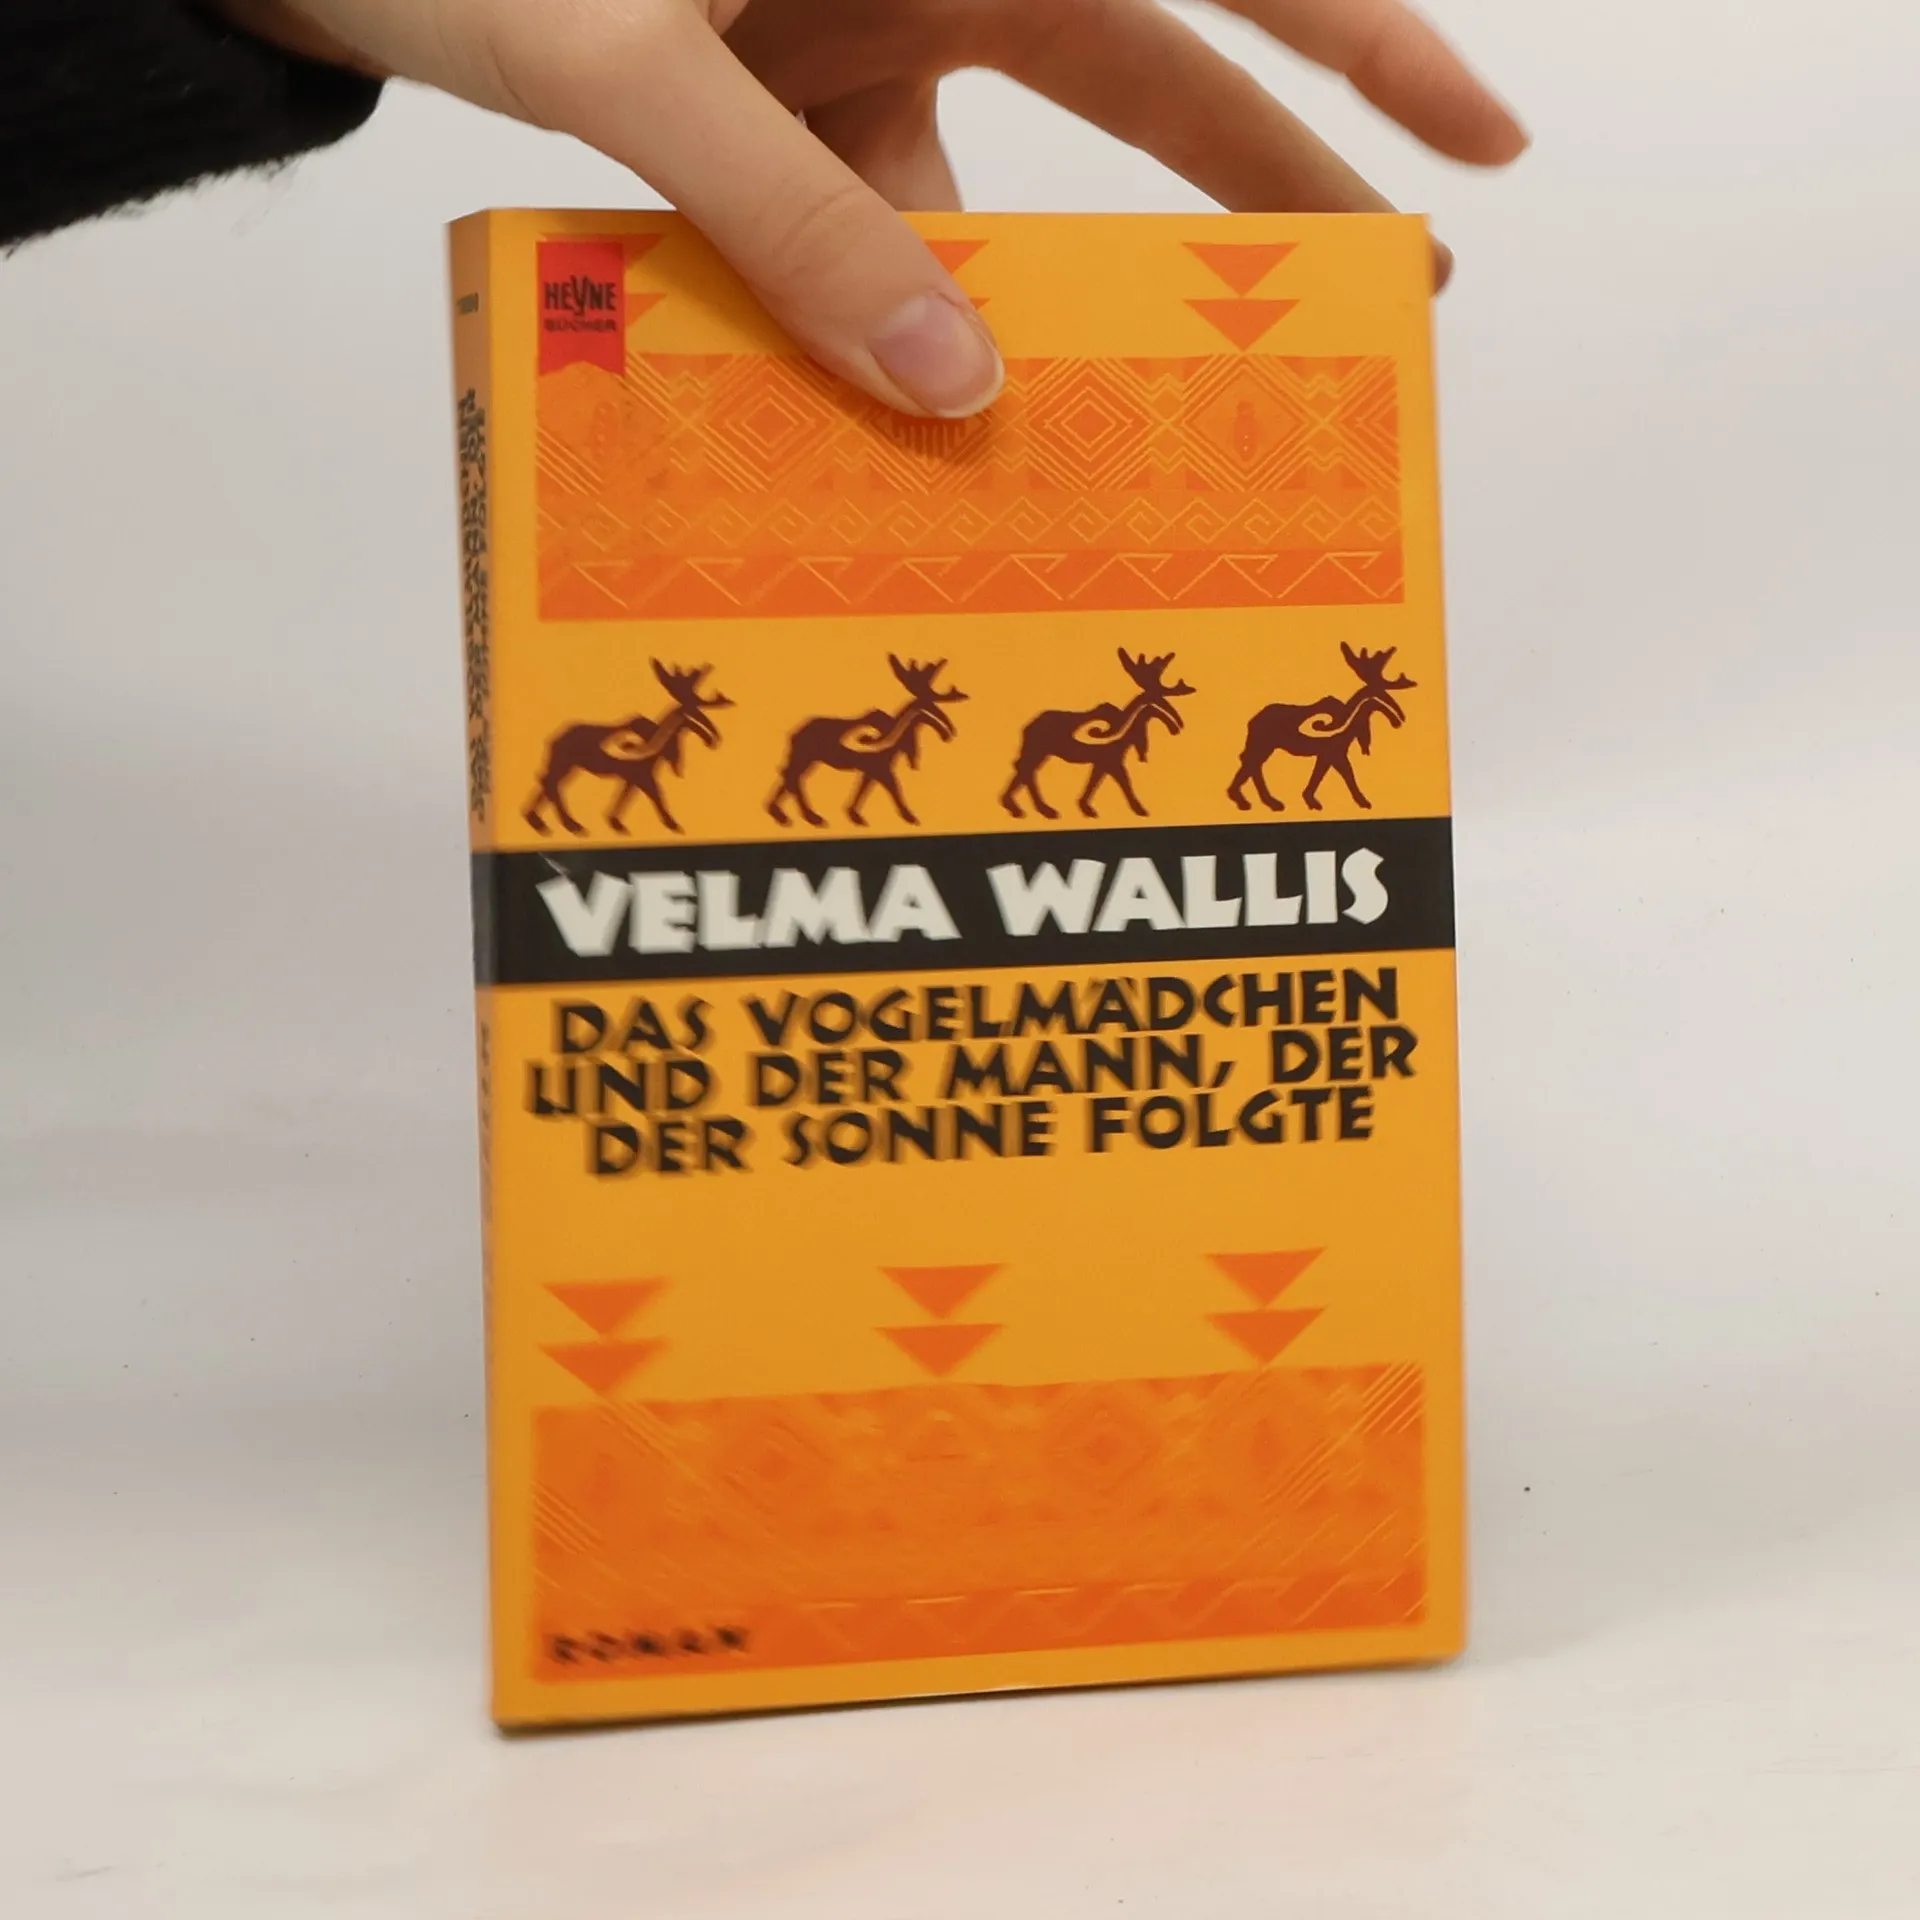 HEYNE
BÜCHER
VELMA WALLIS
DAS VOGELMÄDCHEN
UND DER MANN, DER
DER SONNE FOLGTE
ROMAN